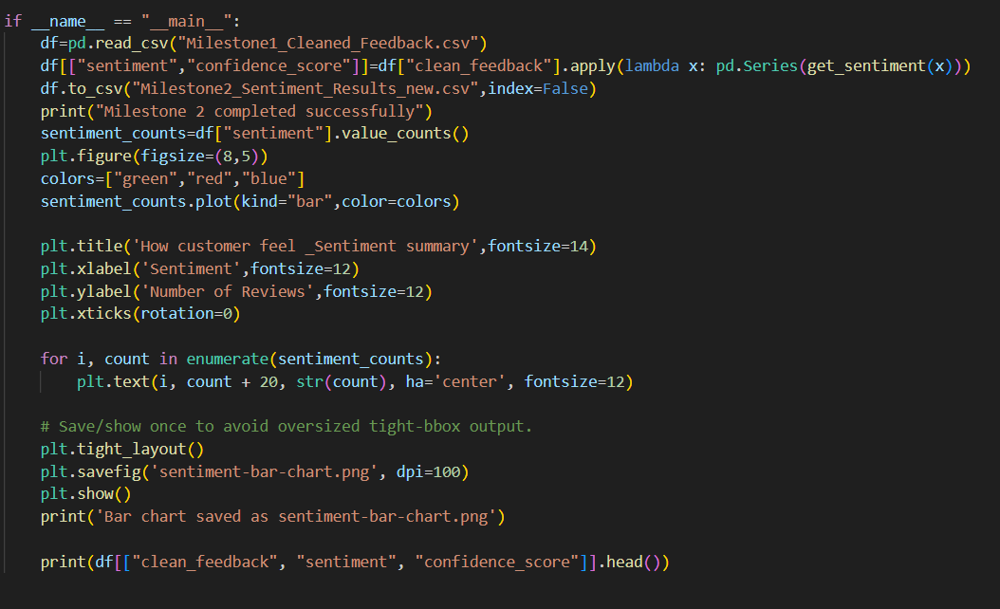 if __name__ == "__main__":
    df=pd.read_csv("Milestone1_Cleaned_Feedback.csv")
    df[["sentiment","confidence_score"]]=df["clean_feedback"].apply(lambda x: pd.Series(get_sentiment(x)))
    df.to_csv("Milestone2_Sentiment_Results_new.csv",index=False)
    print("Milestone 2 completed successfully")
    sentiment_counts=df["sentiment"].value_counts()
    plt.figure(figsize=(8,5))
    colors=["green","red","blue"]
    sentiment_counts.plot(kind="bar",color=colors)

    plt.title('How customer feel _Sentiment summary',fontsize=14)
    plt.xlabel('Sentiment',fontsize=12)
    plt.ylabel('Number of Reviews',fontsize=12)
    plt.xticks(rotation=0)

    for i, count in enumerate(sentiment_counts):
        plt.text(i, count + 20, str(count), ha='center', fontsize=12)

    # Save/show once to avoid oversized tight-bbox output.
    plt.tight_layout()
    plt.savefig('sentiment-bar-chart.png', dpi=100)
    plt.show()
    print('Bar chart saved as sentiment-bar-chart.png')

    print(df[["clean_feedback", "sentiment", "confidence_score"]].head())